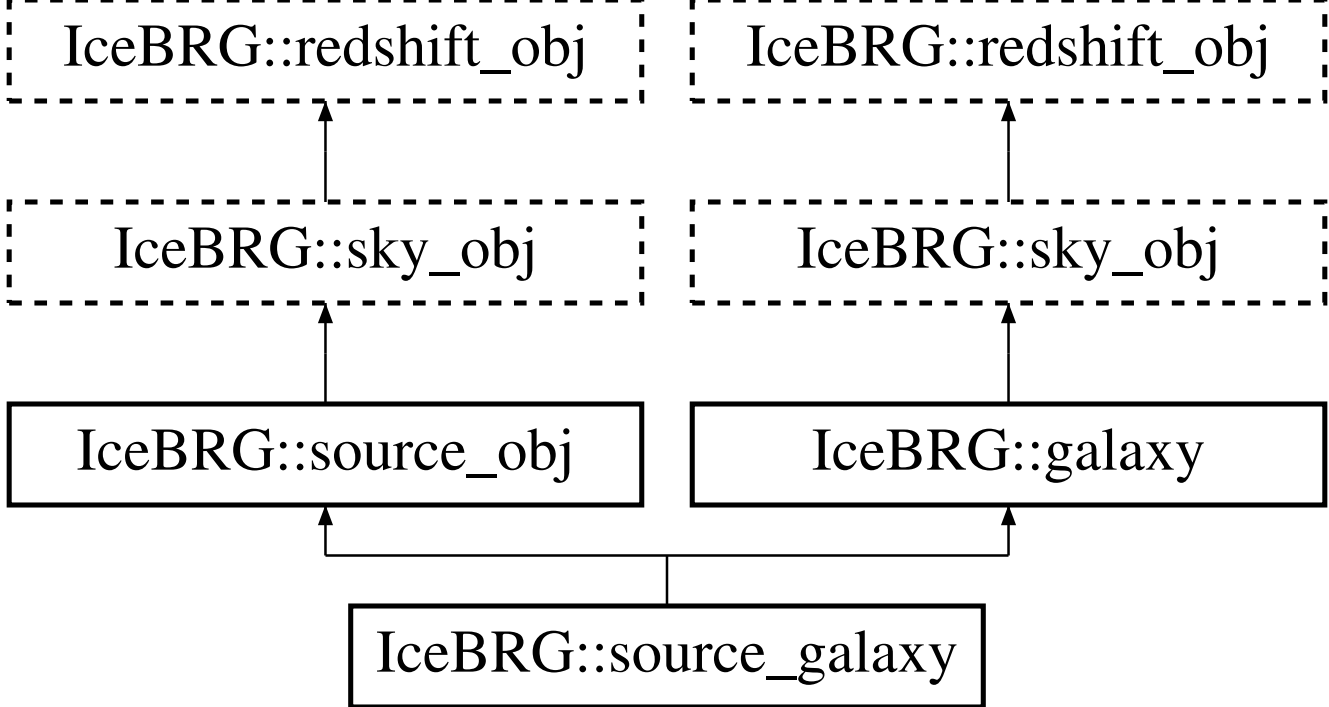 IceBRG::redshift_obj IceBRG::redshift_obj
IceBRG::sky_obj IceBRG::sky_obj
IceBRG::source_obj IceBRG::galaxy
IceBRG::source_galaxy